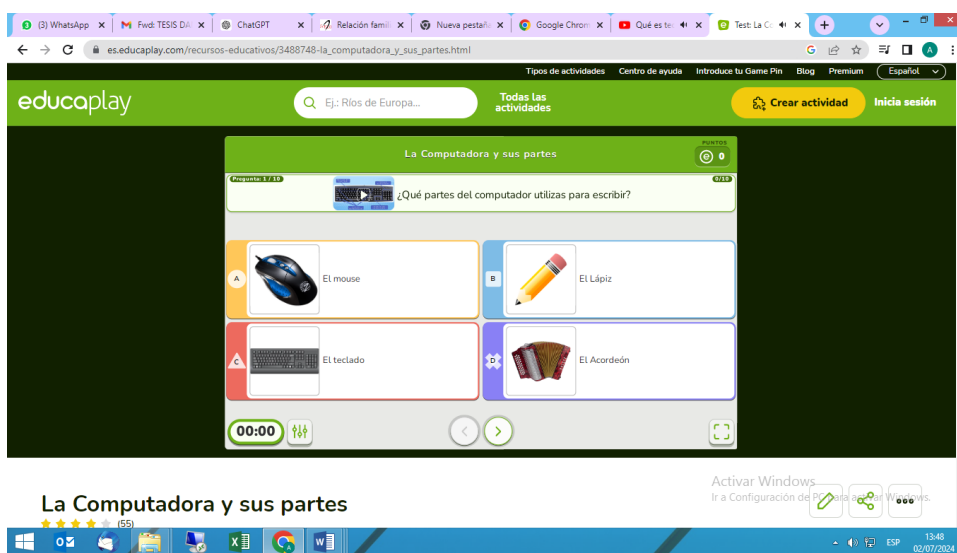 (3) WhatsApp
Fwd: TESIS DA
ChatGPT
Relación famil
Nueva pestañ
Google Chrom
Qué es te
Test: La C
es.educaplay.com/recursos-educativos/3488748-la_computadora_y_sus_partes.html
Tipos de actividades Centro de ayuda Introduce tu Game Pin Blog Premium Español
educaplay
Ej.: Ríos de Europa...
Todas las
actividades
Crear actividad
Inicia sesión
La Computadora y sus partes
PUNTOS
0
Pregunta: 1 / 10
0/10
¿Qué partes del computador utilizas para escribir?
A
El mouse
B
El Lápiz
C
El teclado
D
El Acordeón
00:00
Activar Windows
Ir a Configuración de PC para activar Windows.
La Computadora y sus partes
(55)
ESP
13:48
02/07/2024